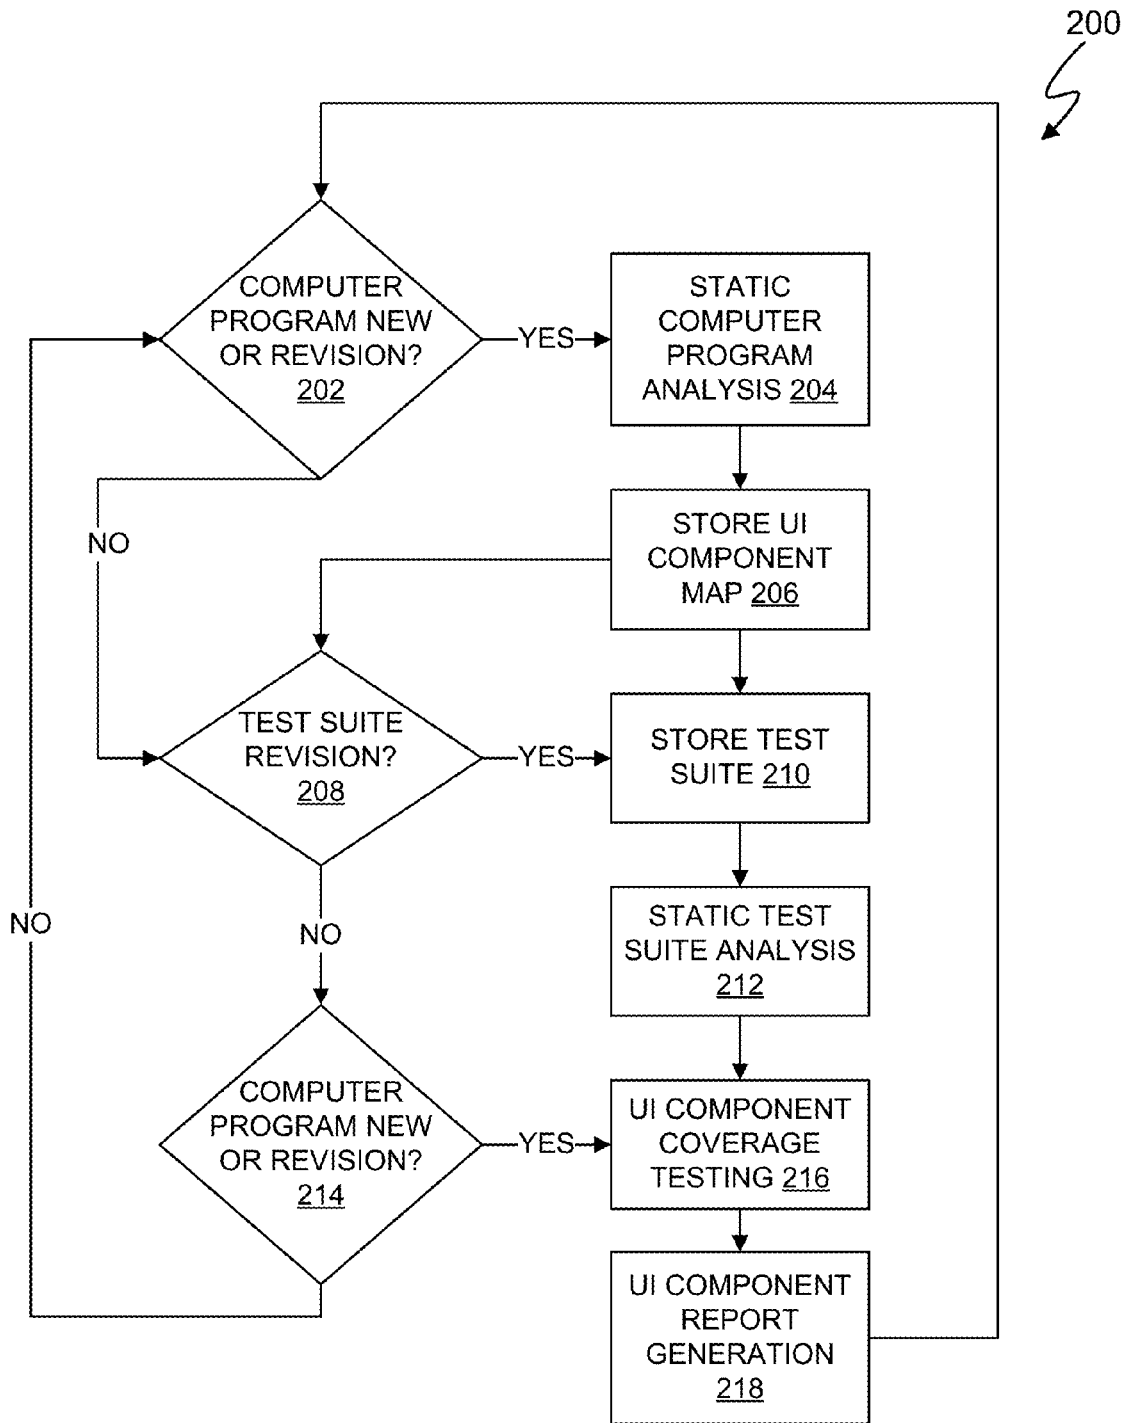 200
COMPUTER
PROGRAM NEW
OR REVISION?
202
YES
STATIC
COMPUTER
PROGRAM
ANALYSIS 204
NO
STORE UI
COMPONENT
MAP 206
TEST SUITE
REVISION?
208
YES
STORE TEST
SUITE 210
NO
NO
STATIC TEST
SUITE ANALYSIS
212
COMPUTER
PROGRAM NEW
OR REVISION?
214
YES
UI COMPONENT
COVERAGE
TESTING 216
UI COMPONENT
REPORT
GENERATION
218